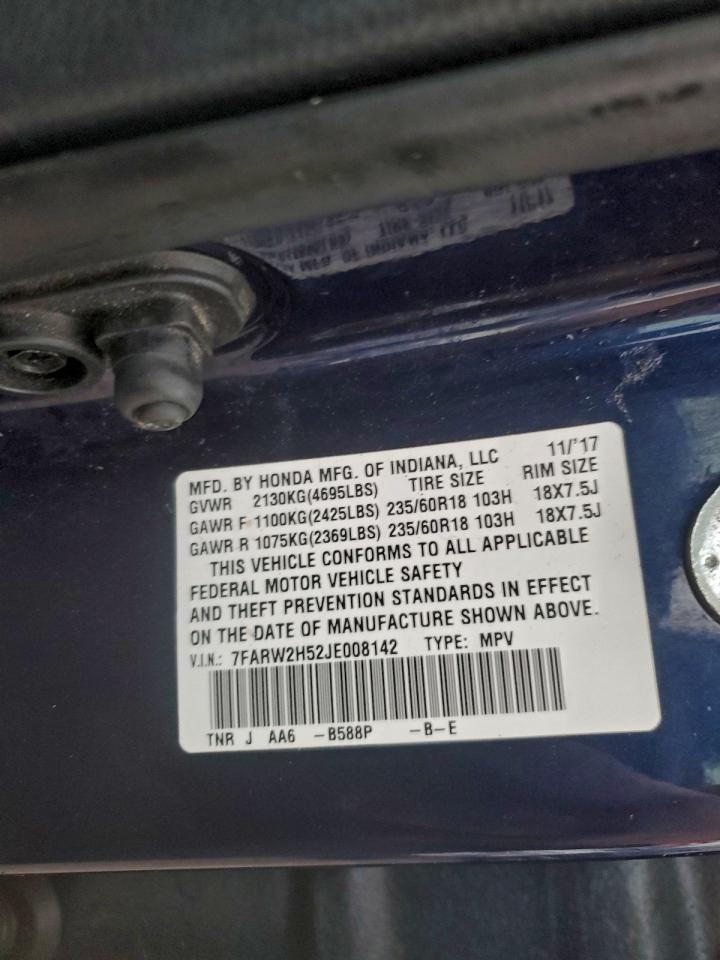 MFD. BY HONDA MFG. OF INDIANA, LLC 11/'17
GVWR 2130KG(4695LBS) TIRE SIZE RIM SIZE
GAWR F 1100KG(2425LBS) 235/60R18 103H 18X7.5J
GAWR R 1075KG(2369LBS) 235/60R18 103H 18X7.5J
THIS VEHICLE CONFORMS TO ALL APPLICABLE
FEDERAL MOTOR VEHICLE SAFETY
AND THEFT PREVENTION STANDARDS IN EFFECT
ON THE DATE OF MANUFACTURE SHOWN ABOVE.
V.I.N.: 7FARW2H52JE008142 TYPE: MPV
TNR J AA6 -B588P -B-E